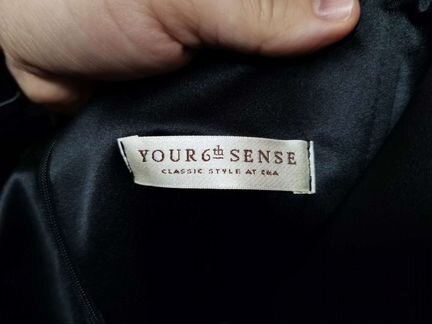 YOUR 6th SENSE
CLASSIC STYLE AT C&A